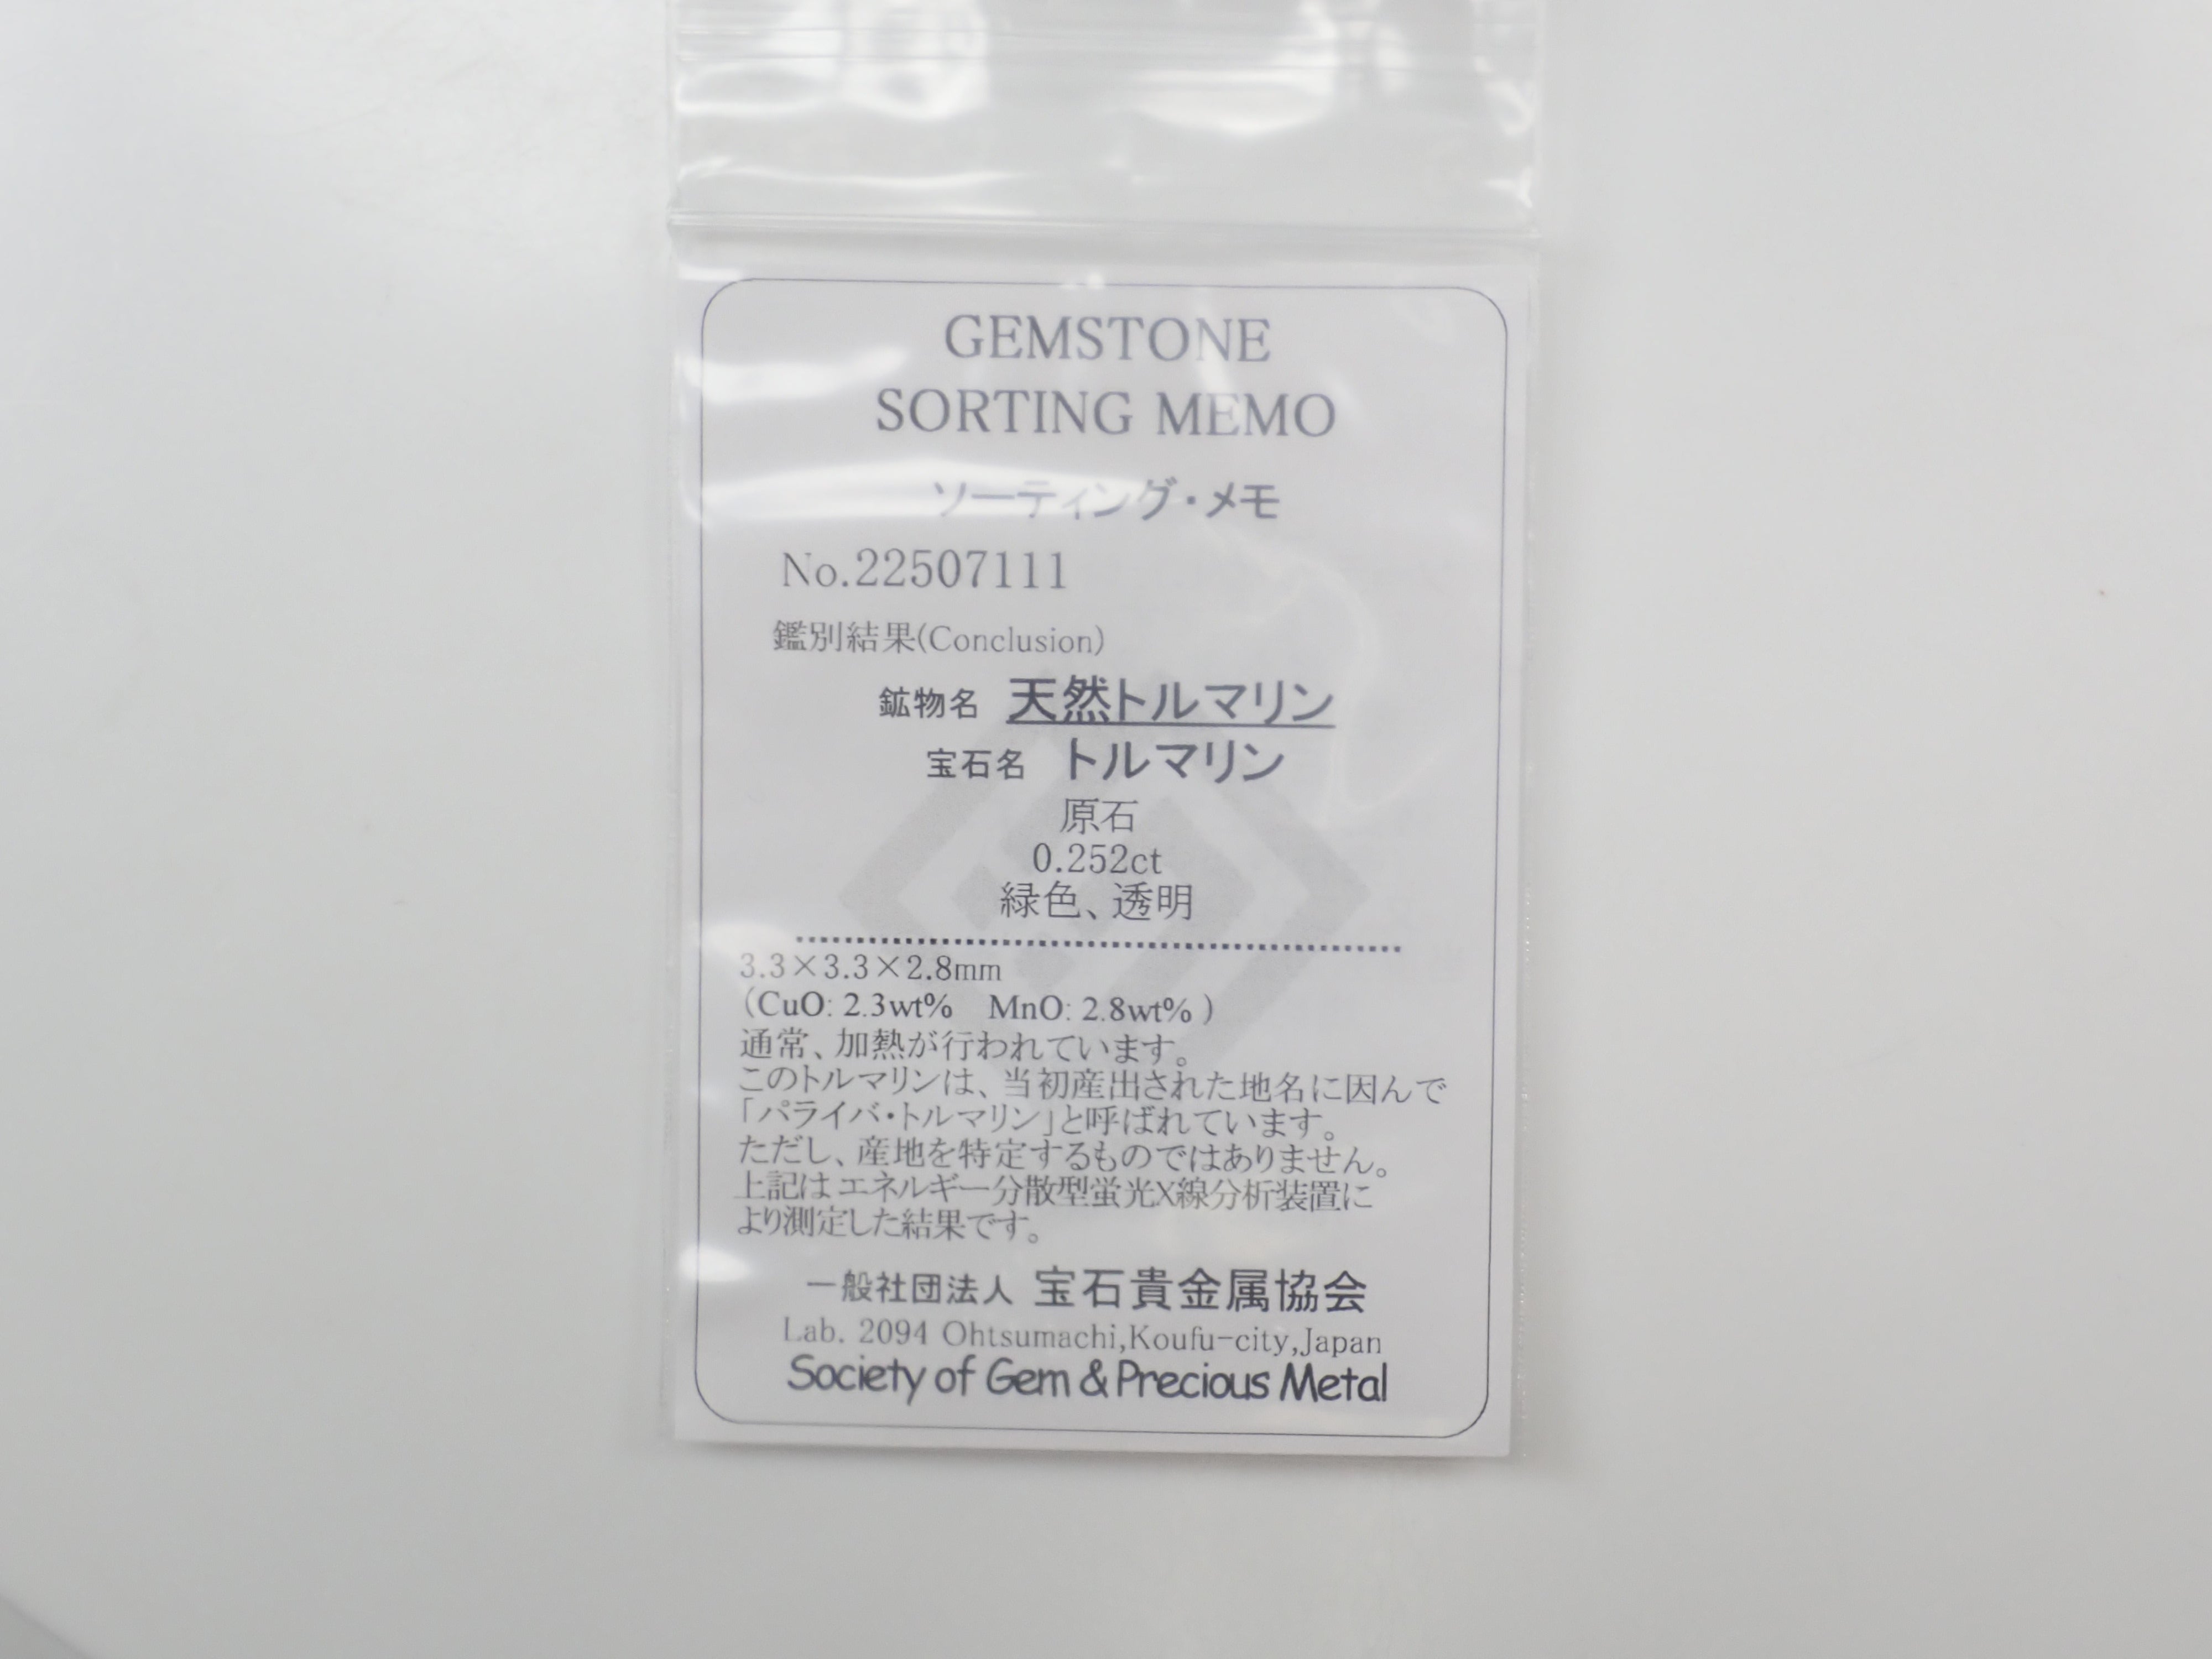 GEMSTONE
SORTING MEMO
ソーティング・メモ
No.22507111
鑑別結果(Conclusion)
鉱物名 天然トルマリン
宝石名 トルマリン
原石
0.252ct
緑色、透明
3.3×3.3×2.8mm
(CuO: 2.3wt% MnO: 2.8wt% )
通常、加熱が行われています。
このトルマリンは、当初産出された地名に因んで
「パライバ・トルマリン」と呼ばれています。
ただし、産地を特定するものではありません。
上記はエネルギー分散型蛍光X線分析装置に
より測定した結果です。
一般社団法人 宝石貴金属協会
Lab. 2094 Ohtsumachi,Koufu-city,Japan
Society of Gem & Precious Metal